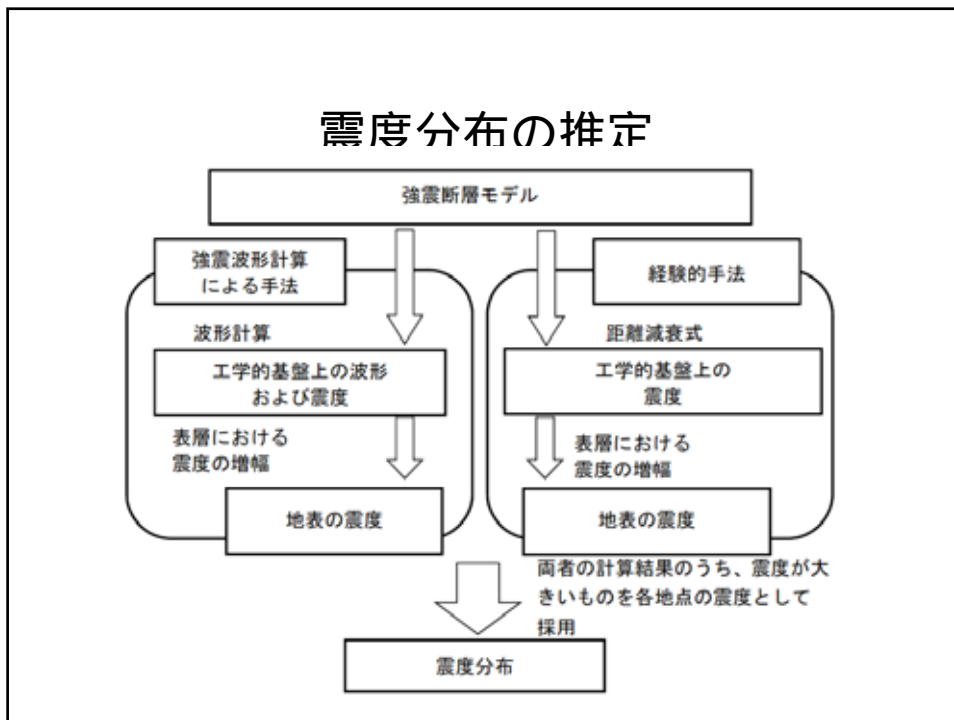 震度分布の推定
強震断層モデル
強震波形計算
による手法
波形計算
工学的基盤上の波形
および震度
表層における
震度の増幅
地表の震度
経験的手法
距離減衰式
工学的基盤上の
震度
表層における
震度の増幅
地表の震度
両者の計算結果のうち、震度が大
きいものを各地点の震度として
採用
震度分布